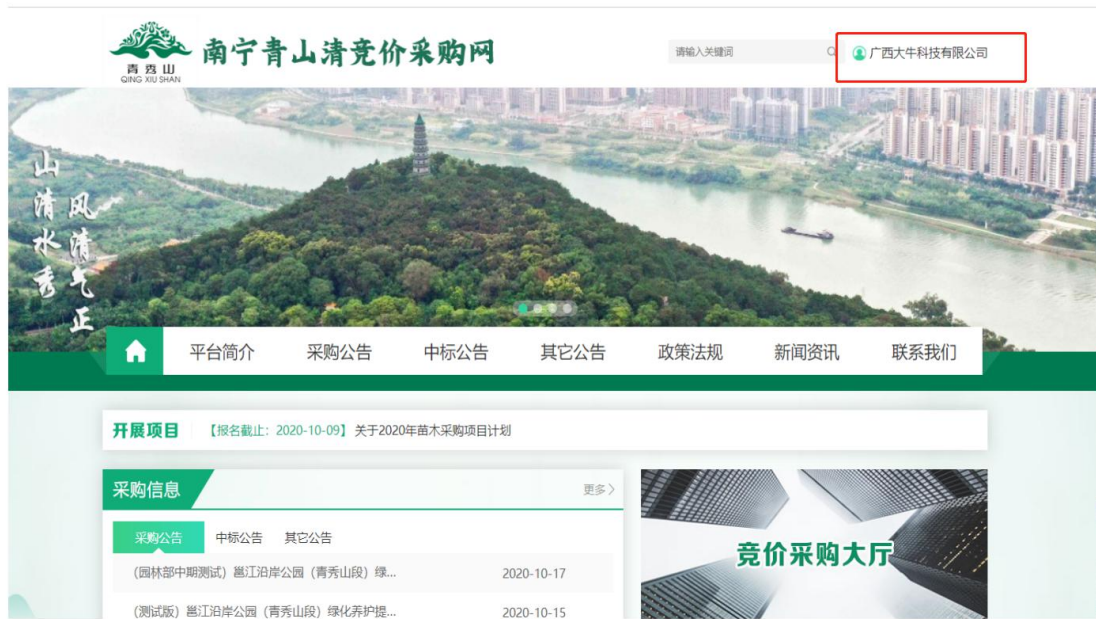 青秀山
QING XIU SHAN
南宁青山清竞价采购网
请输入关键词
广西大牛科技有限公司
山清水秀
风清气正
平台简介 采购公告 中标公告 其它公告 政策法规 新闻资讯 联系我们
开展项目 【报名截止：2020-10-09】关于2020年苗木采购项目计划
采购信息 更多〉
采购公告 中标公告 其它公告
（园林部中期测试）邕江沿岸公园（青秀山段）绿... 2020-10-17
（测试版）邕江沿岸公园（青秀山段）绿化养护提... 2020-10-15
竞价采购大厅